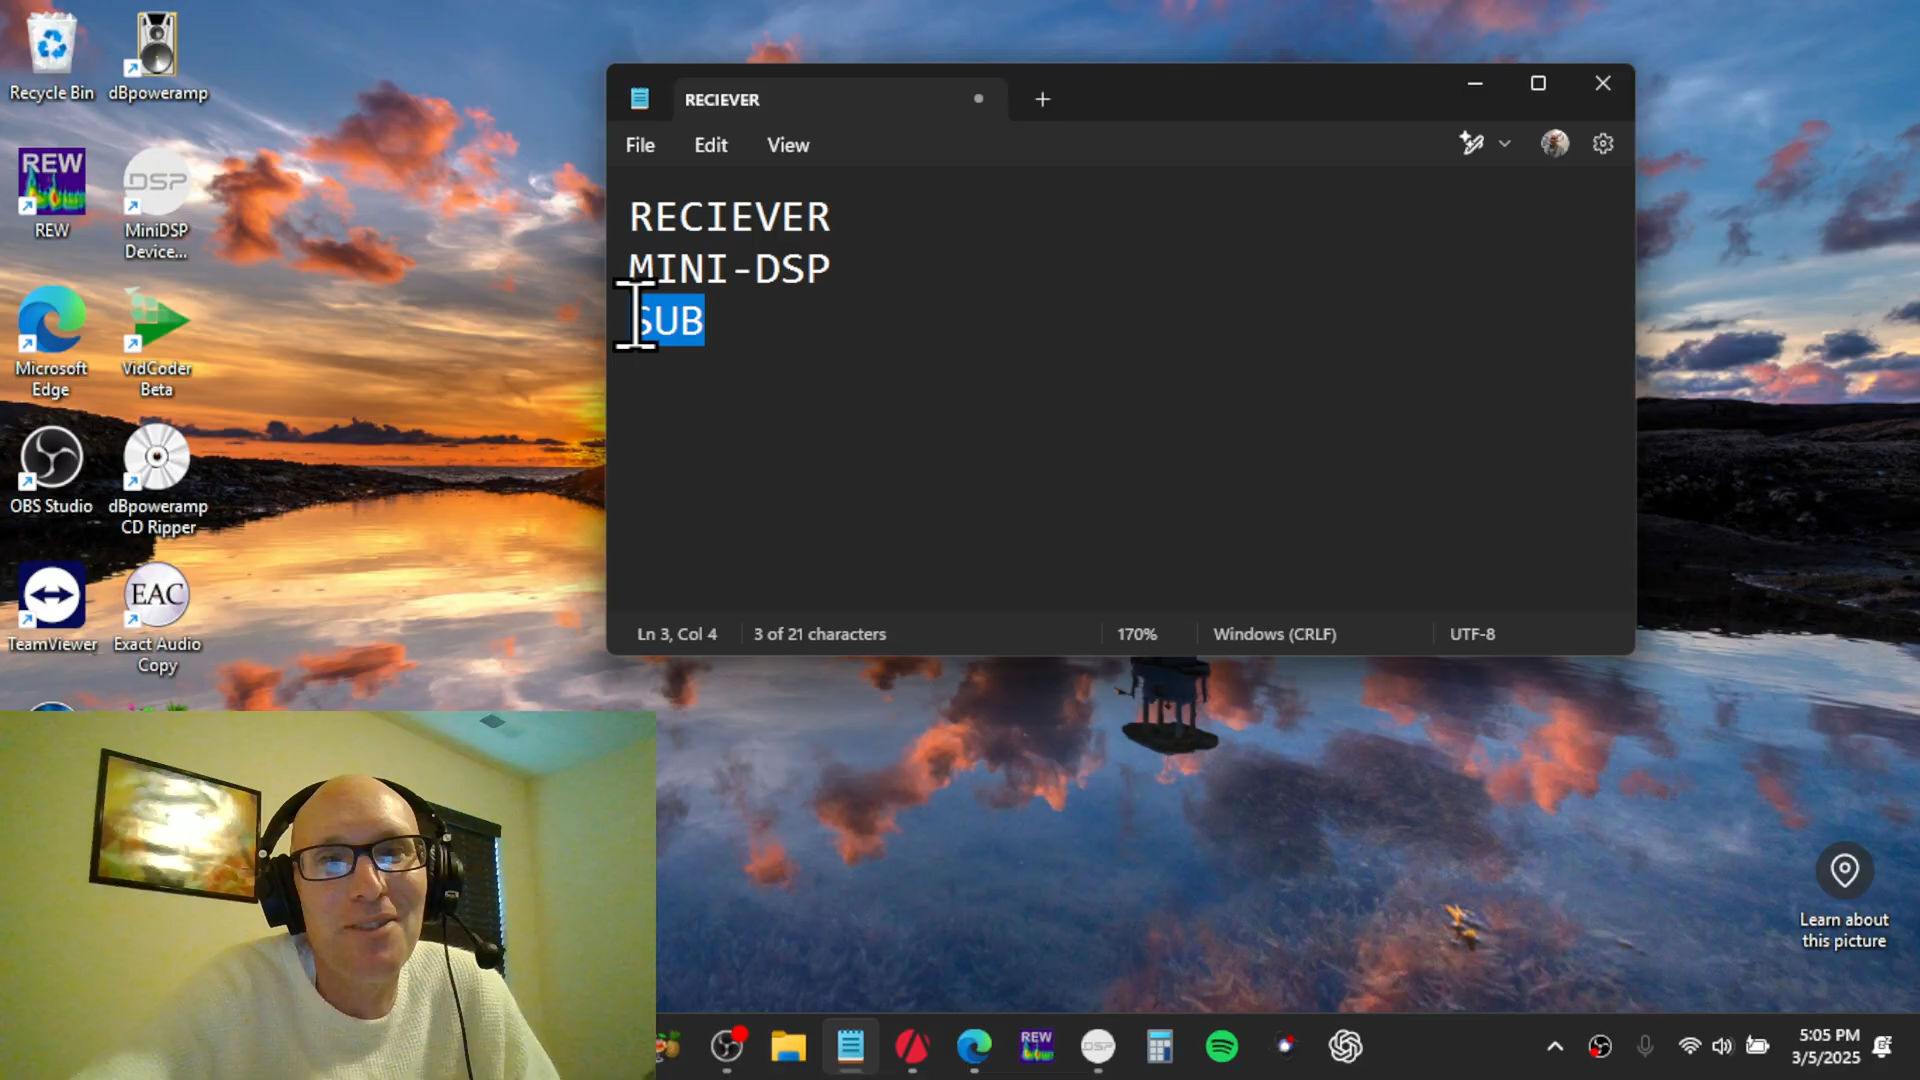 Recycle Bin
dBpoweramp
REW
REW
DSP
MiniDSP
Device...
Microsoft
Edge
VidCoder
Beta
OBS Studio
dBpoweramp
CD Ripper
TeamViewer
EAC
Exact Audio
Copy
RECIEVER
File Edit View
RECIEVER
MINI-DSP
SUB
Ln 3, Col 4 3 of 21 characters 170% Windows (CRLF) UTF-8
Learn about
this picture
REW
DSP
5:05 PM
3/5/2025